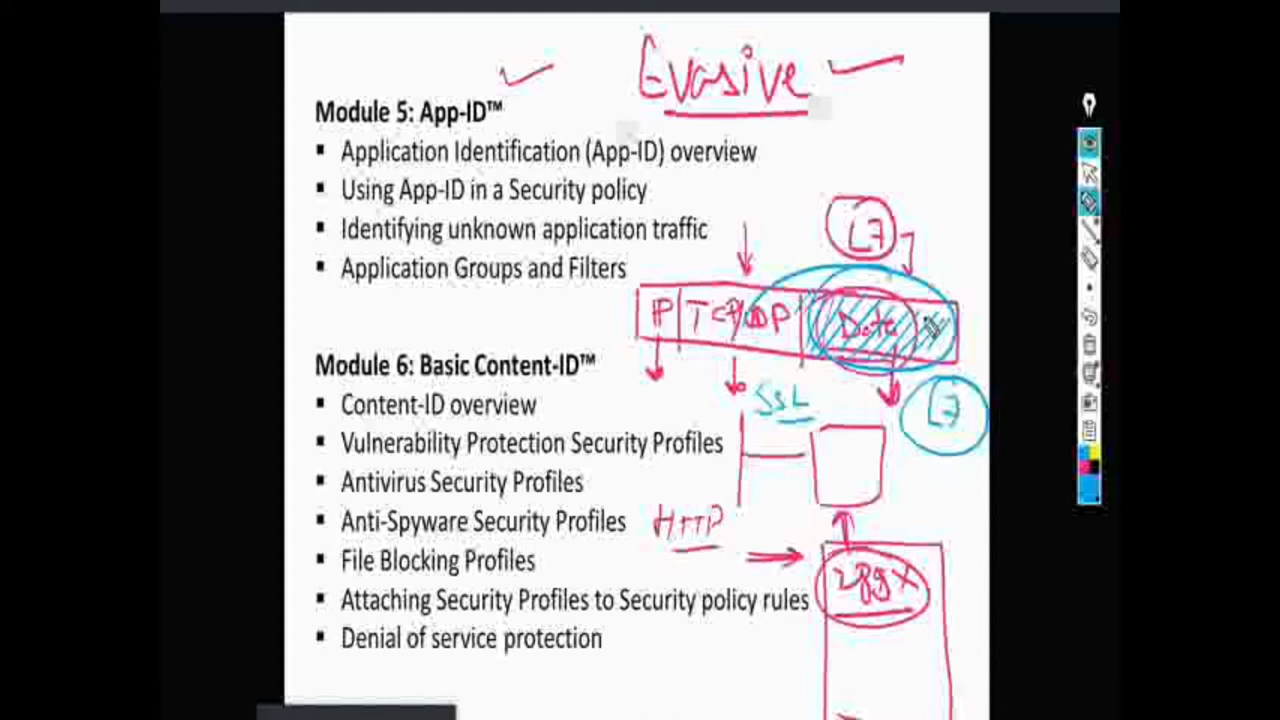 Evasive
Module 5: App-ID™
▪ Application Identification (App-ID) overview
▪ Using App-ID in a Security policy
▪ Identifying unknown application traffic
▪ Application Groups and Filters
L7
IP TCP/UDP Data
Module 6: Basic Content-ID™
▪ Content-ID overview
SSL
L7
▪ Vulnerability Protection Security Profiles
▪ Antivirus Security Profiles
▪ Anti-Spyware Security Profiles
HTTP
▪ File Blocking Profiles
▪ Attaching Security Profiles to Security policy rules
▪ Denial of service protection